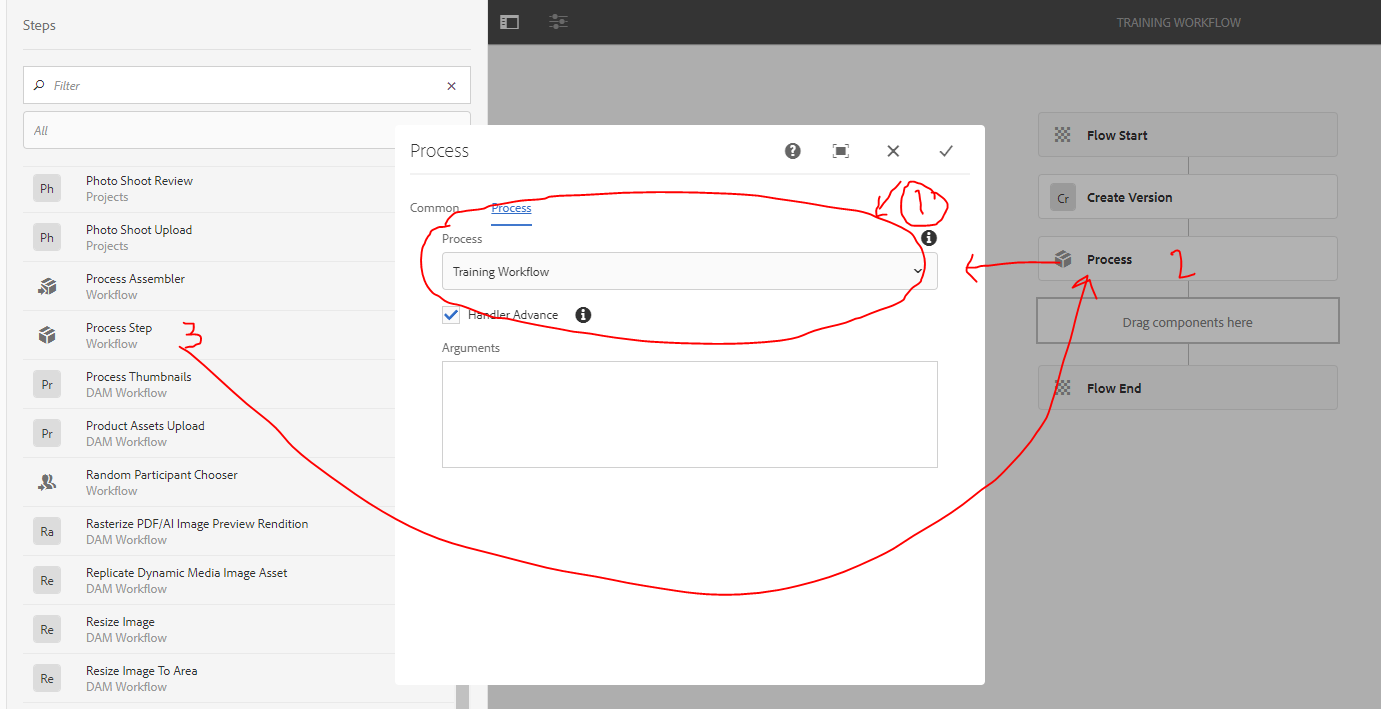 Steps
Filter
All
Photo Shoot Review
Projects
Photo Shoot Upload
Projects
Process Assembler
Workflow
Process Step
Workflow
3
Process Thumbnails
DAM Workflow
Product Assets Upload
DAM Workflow
Random Participant Chooser
Workflow
Rasterize PDF/AI Image Preview Rendition
DAM Workflow
Replicate Dynamic Media Image Asset
DAM Workflow
Resize Image
DAM Workflow
Resize Image To Area
DAM Workflow
Ph
Ph
Pr
Pr
Ra
Re
Re
Re
Process
Common Process
1
Process
Training Workflow
Handler Advance
Arguments
TRAINING WORKFLOW
Flow Start
Cr Create Version
Process 2
Drag components here
Flow End